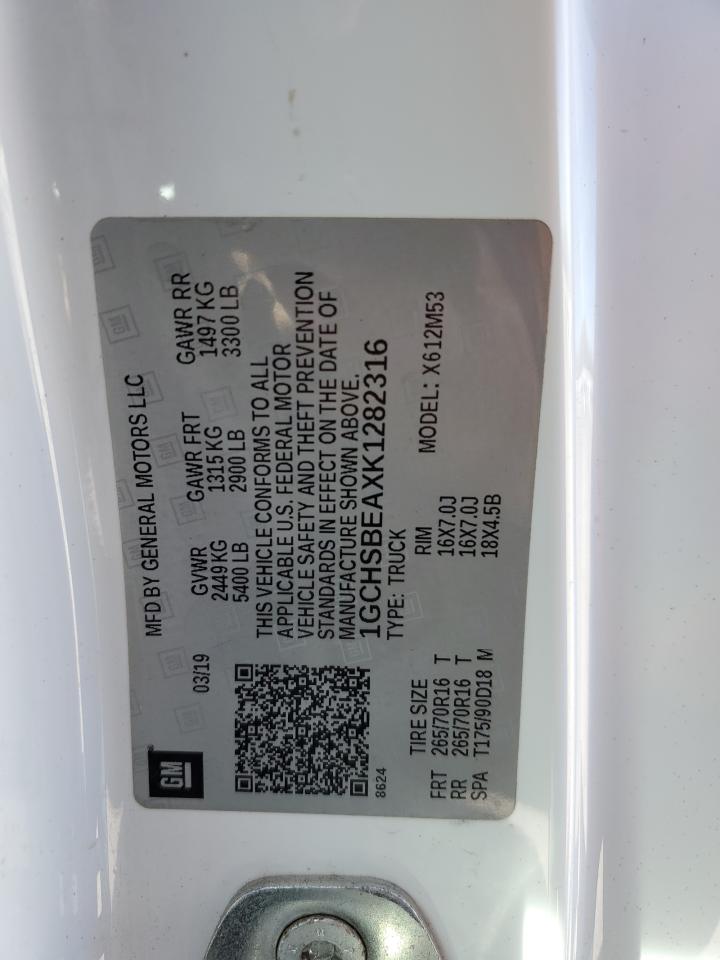 GM
03/19
MFD BY GENERAL MOTORS LLC
GVWR GAWR FRT GAWR RR
2449 KG 1315 KG 1497 KG
5400 LB 2900 LB 3300 LB
THIS VEHICLE CONFORMS TO ALL
APPLICABLE U.S. FEDERAL MOTOR
VEHICLE SAFETY AND THEFT PREVENTION
STANDARDS IN EFFECT ON THE DATE OF
MANUFACTURE SHOWN ABOVE.
1GCHSBEAXK1282316
8624
TYPE: TRUCK MODEL: X612M53
TIRE SIZE RIM
FRT 265/70R16 T 16X7.0J
RR 265/70R16 T 16X7.0J
SPA T175/90D18 M 18X4.5B